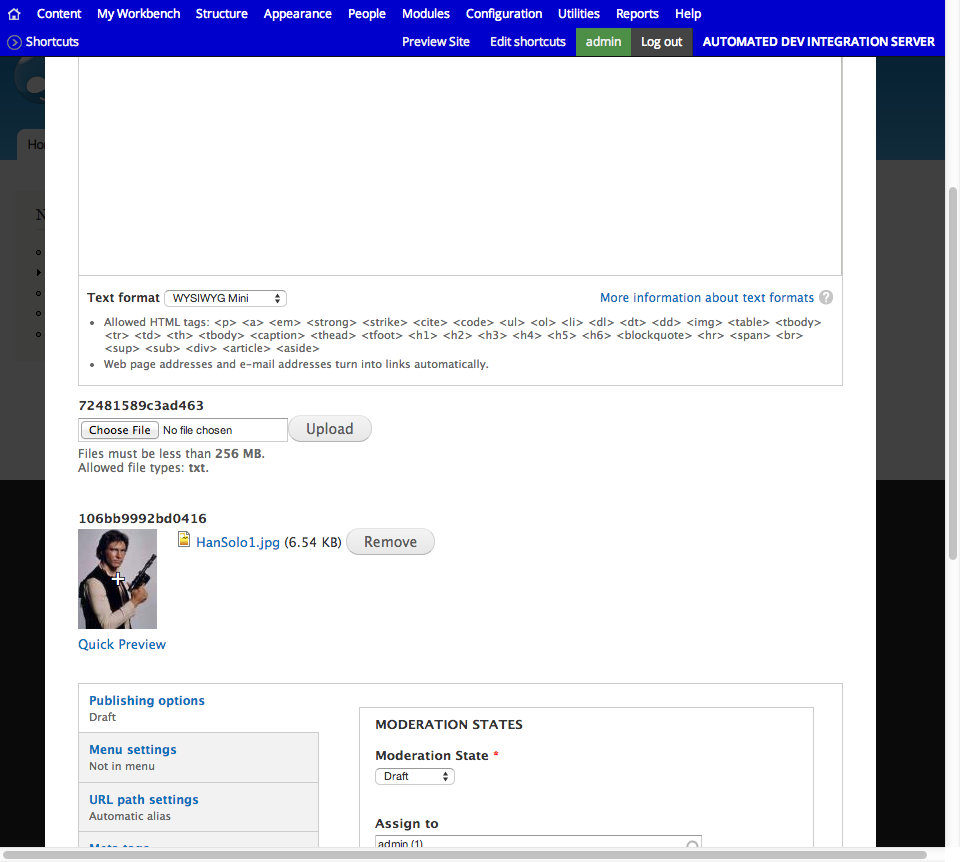 Content My Workbench Structure Appearance People Modules Configuration Utilities Reports Help
Shortcuts Preview Site Edit shortcuts admin Log out AUTOMATED DEV INTEGRATION SERVER
Text format WYSIWYG Mini More information about text formats ?
Allowed HTML tags: <p> <a> <em> <strong> <strike> <cite> <code> <ul> <ol> <li> <dl> <dt> <dd> <img> <table> <tbody>
<tr> <td> <th> <tbody> <caption> <thead> <tfoot> <h1> <h2> <h3> <h4> <h5> <h6> <blockquote> <hr> <span> <br>
<sup> <sub> <div> <article> <aside>
Web page addresses and e-mail addresses turn into links automatically.
72481589c3ad463
Choose File No file chosen Upload
Files must be less than 256 MB.
Allowed file types: txt.
106bb9992bd0416
HanSolo1.jpg (6.54 KB) Remove
Quick Preview
Publishing options
Draft
MODERATION STATES
Menu settings
Not in menu
Moderation State *
Draft
URL path settings
Automatic alias
Assign to
admin (1)